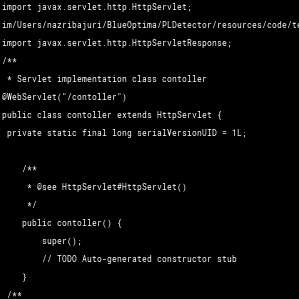 import javax.servlet.http.HttpServlet;
im/Users/nazribajuri/BlueOptima/PLDetector/resources/code/te
import javax.servlet.http.HttpServletResponse;
/**
 * Servlet implementation class contoller
@WebServlet("/contoller")
public class contoller extends HttpServlet {
 private static final long serialVersionUID = 1L;
    /**
     * @see HttpServlet#HttpServlet()
     */
    public contoller() {
        super();
        // TODO Auto-generated constructor stub
    }
 /**